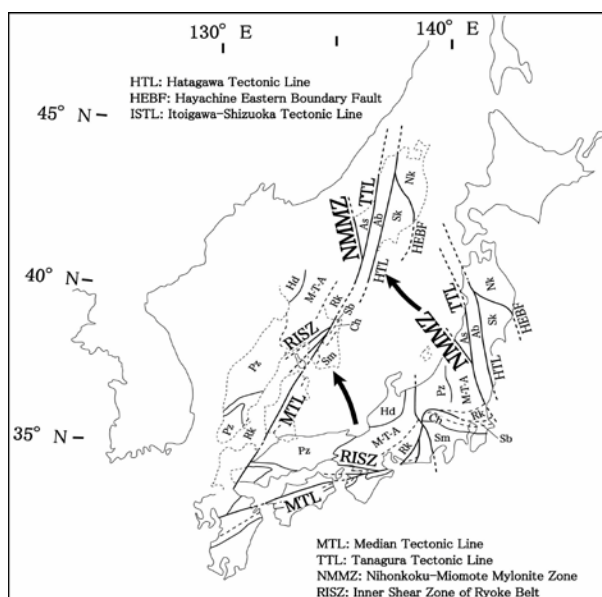 130° E 140° E
HTL: Hatagawa Tectonic Line
HEBF: Hayachine Eastern Boundary Fault
ISTL: Itoigawa-Shizuoka Tectonic Line
45° N
NMMZ
TTL
As
Ab
Nk
Sk
HEBF
HTL
40° N
Hd
M-T-A
Rk
Sb
Ch
RISZ
Sm
Pz
MTL
Pz
Rk
TTL
NMMZ
As
Ab
Nk
Sk
HEBF
HTL
Pz
M-T-A
Rk
Sb
Ch
Sm
35° N
Hd
M-T-A
Rk
Pz
RISZ
MTL
MTL: Median Tectonic Line
TTL: Tanagura Tectonic Line
NMMZ: Nihonkoku-Miomote Mylonite Zone
RISZ: Inner Shear Zone of Ryoke Belt